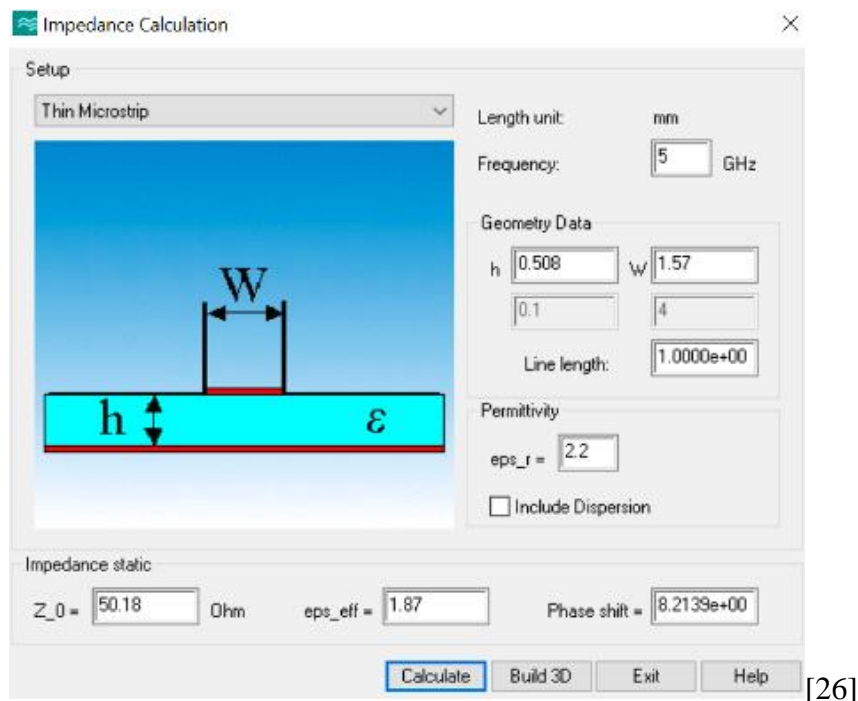 Impedance Calculation
Setup
Thin Microstrip
Length unit: mm
Frequency: 5 GHz
Geometry Data
h 0.508 W 1.57
0.1 4
Line length: 1.0000e+00
W
h ε
Permittivity
eps_r = 2.2
Include Dispersion
Impedance static
Z_0 = 50.18 Ohm eps_eff = 1.87 Phase shift = 8.2139e+00
Calculate Build 3D Exit Help
[26]